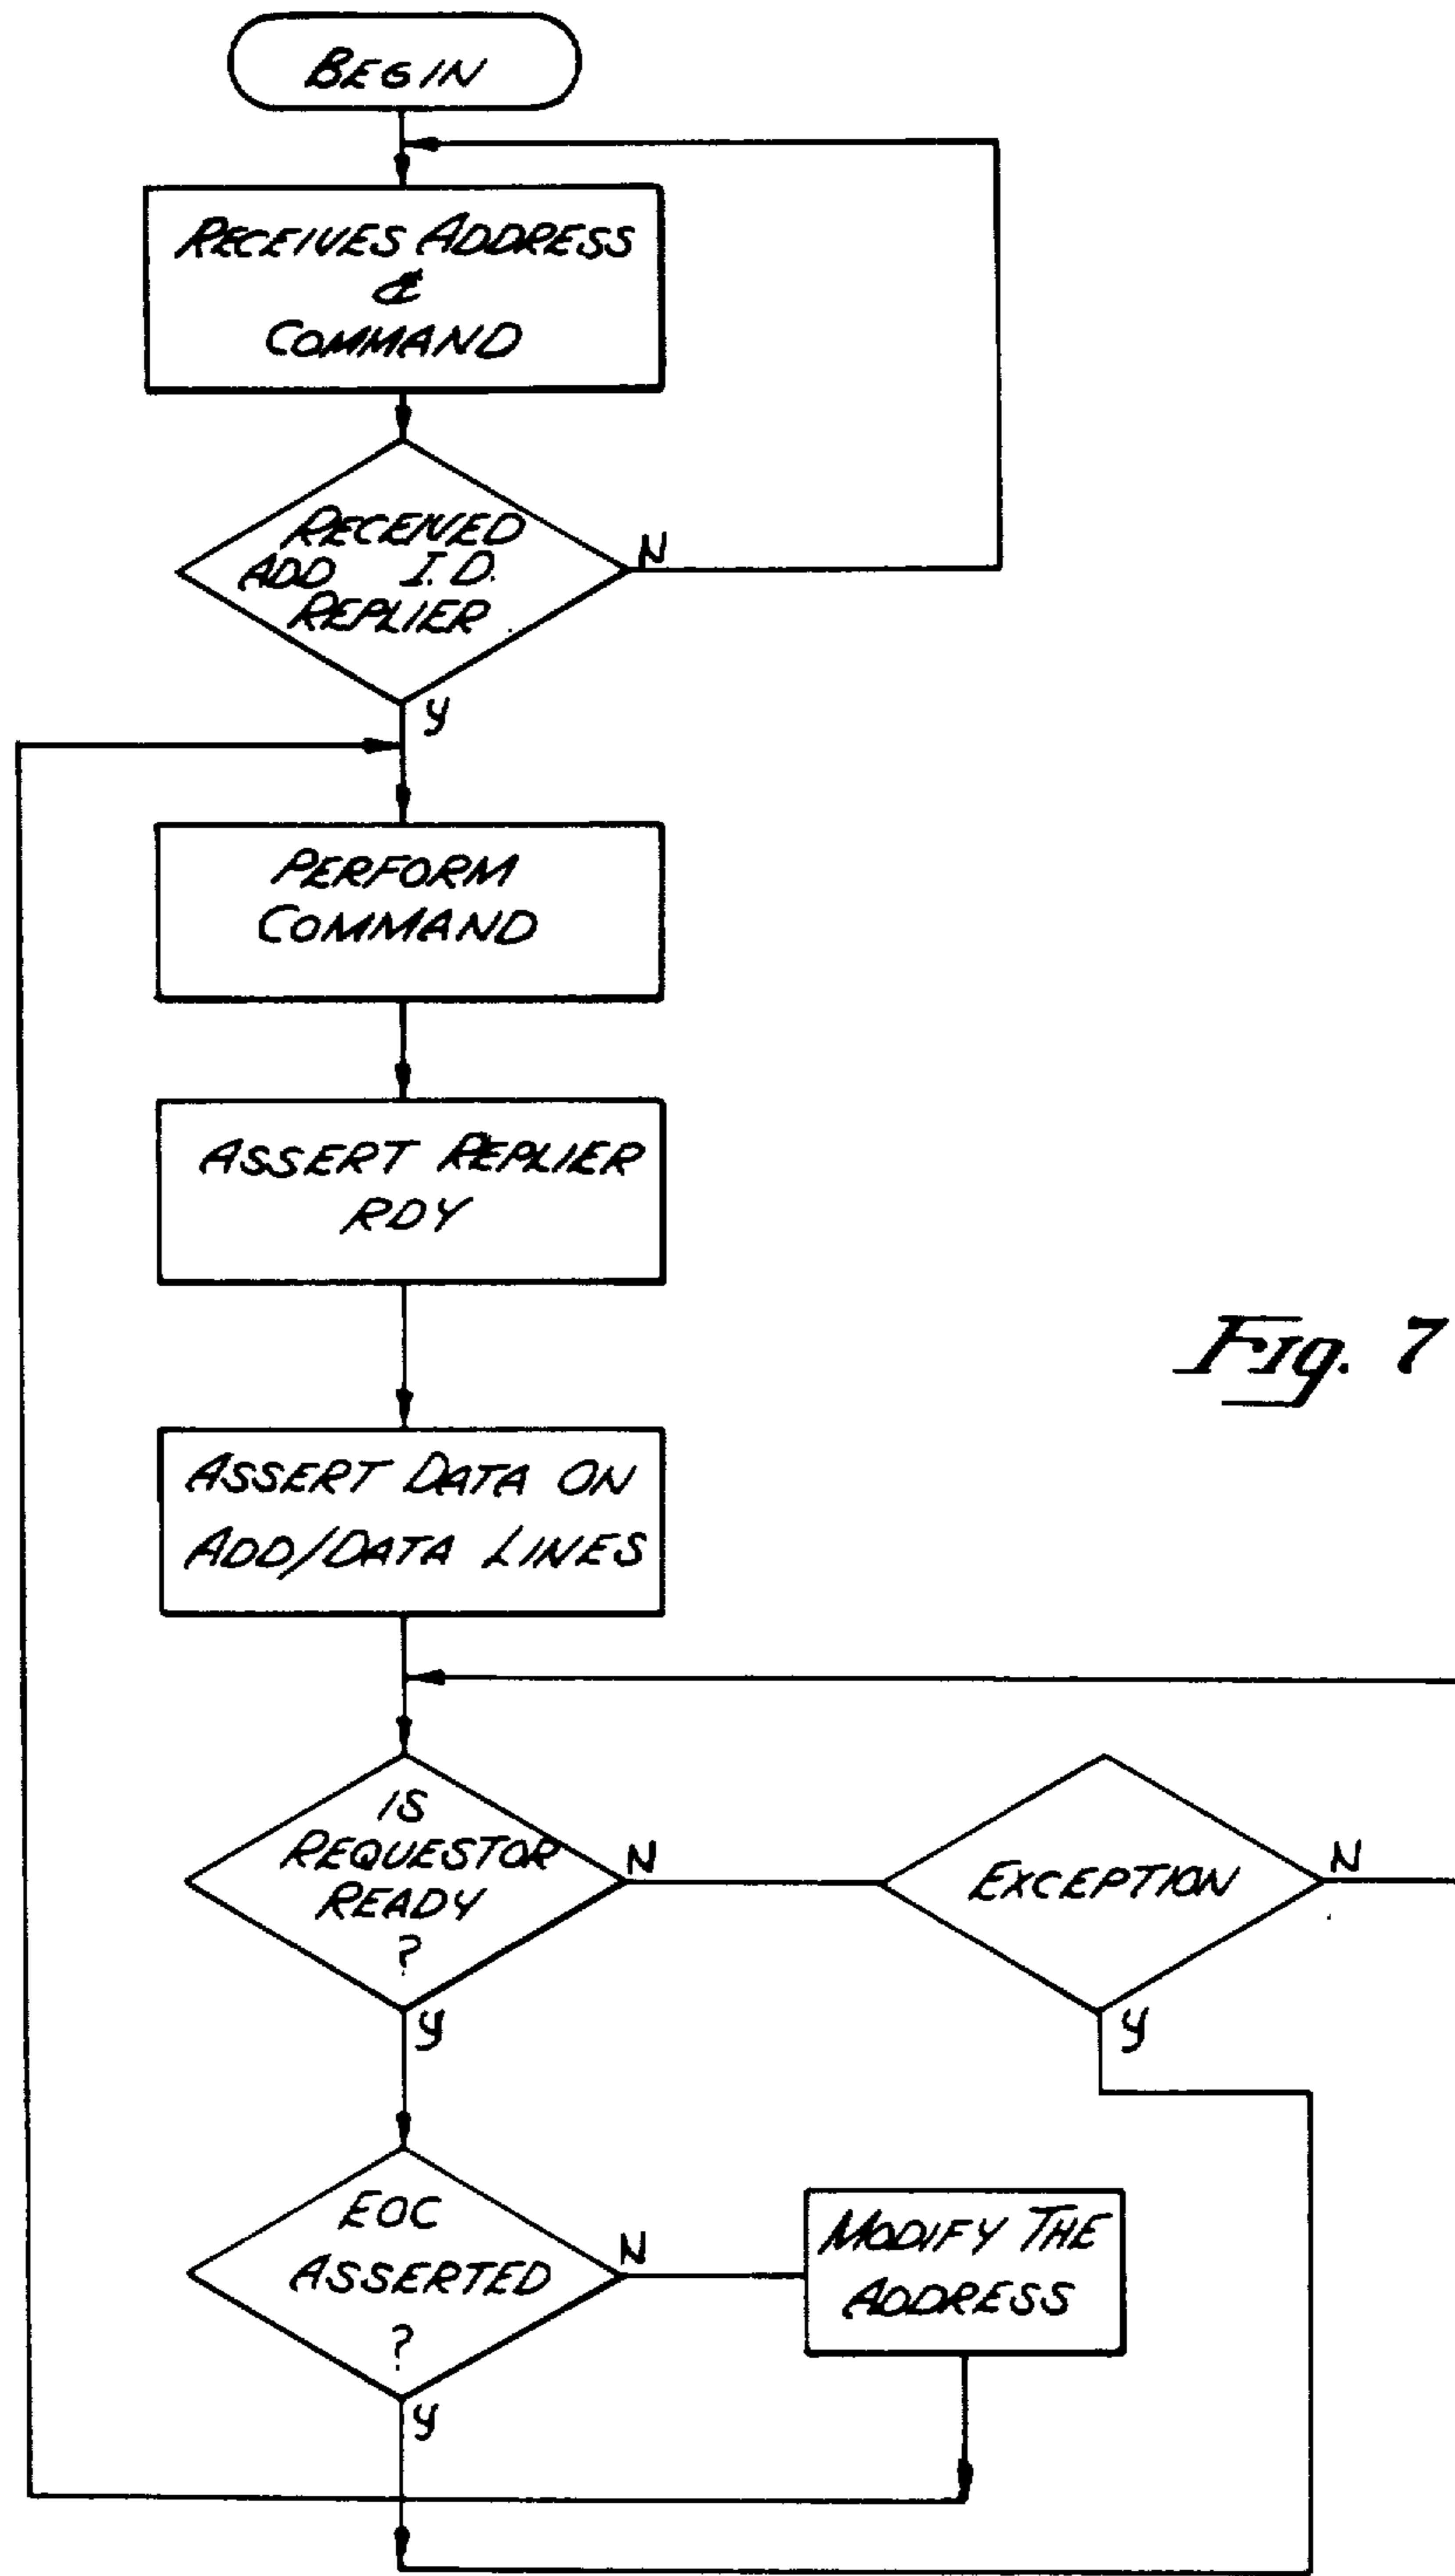 BEGIN
RECEIVES ADDRESS
&
COMMAND
RECEIVED
ADD I.D.
REPLIER
N
Y
PERFORM
COMMAND
ASSERT REPLIER
RDY
ASSERT DATA ON
ADD/DATA LINES
Fig. 7
IS
REQUESTOR
READY
?
N
Y
EXCEPTION
N
Y
EOC
ASSERTED
?
N
Y
MODIFY THE
ADDRESS